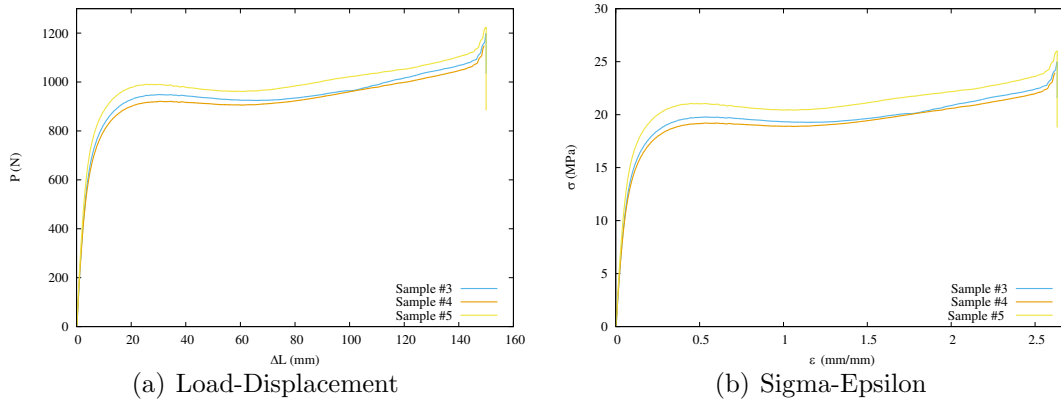 1200
1000
800
600
400
200
0
P (N)
Sample #3
Sample #4
Sample #5
0 20 40 60 80 100 120 140 160
ΔL (mm)
(a) Load-Displacement
30
25
20
15
10
5
0
σ (MPa)
Sample #3
Sample #4
Sample #5
0 0.5 1 1.5 2 2.5
ε (mm/mm)
(b) Sigma-Epsilon